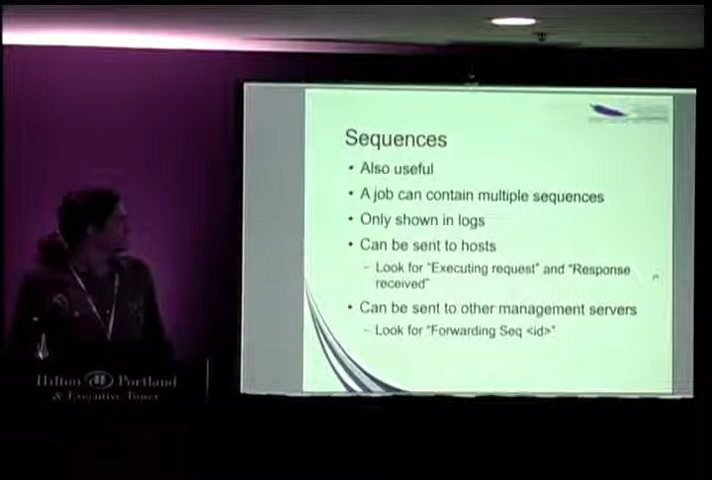 Sequences
• Also useful
• A job can contain multiple sequences
• Only shown in logs
• Can be sent to hosts
– Look for "Executing request" and "Response
received"
• Can be sent to other management servers
– Look for "Forwarding Seq <id>"
Hilton Portland
& Executive Tower